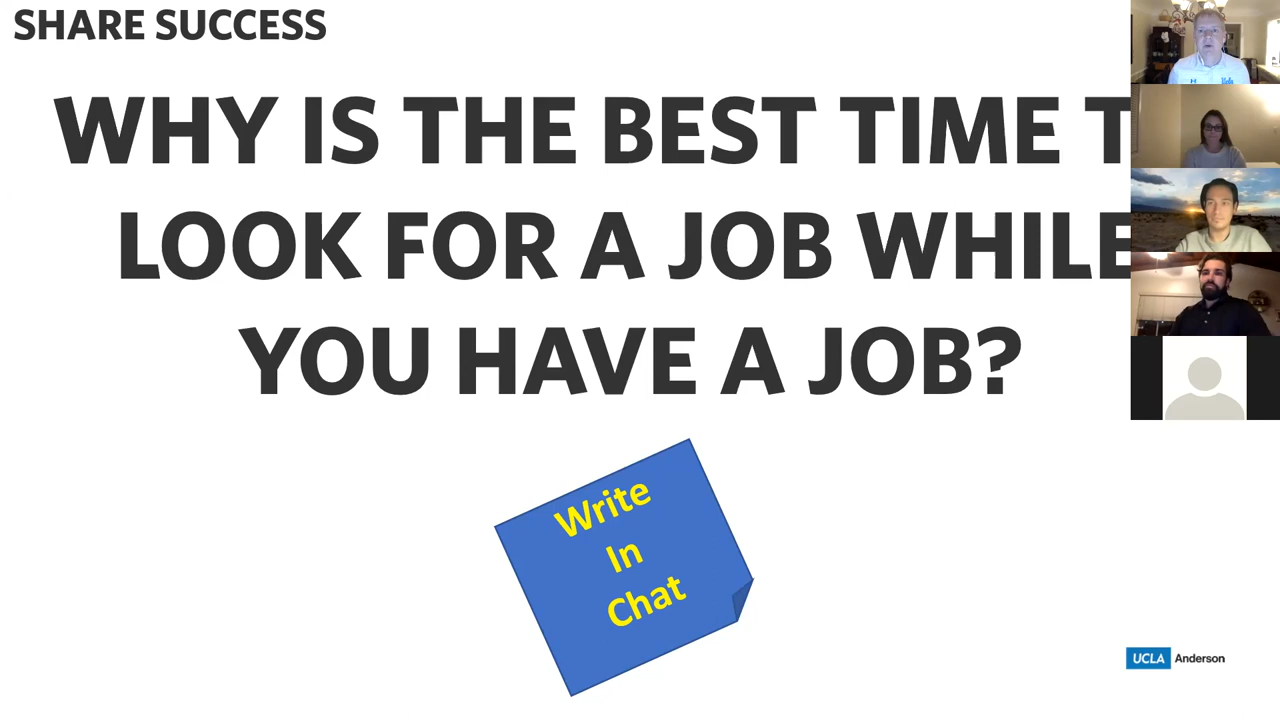 SHARE SUCCESS
WHY IS THE BEST TIME T
LOOK FOR A JOB WHILE
YOU HAVE A JOB?
Write
In
Chat
UCLA Anderson